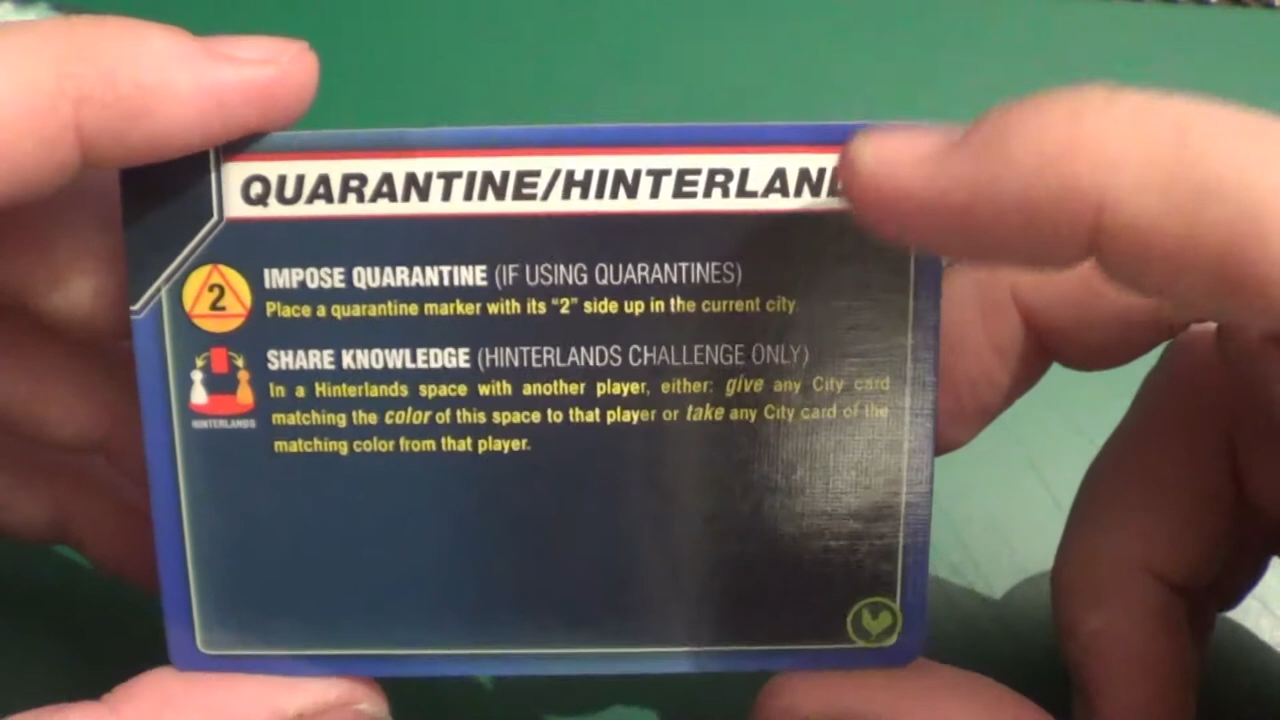 QUARANTINE/HINTERLAN
2
IMPOSE QUARANTINE (IF USING QUARANTINES)
Place a quarantine marker with its “2” side up in the current city.
SHARE KNOWLEDGE (HINTERLANDS CHALLENGE ONLY)
In a Hinterlands space with another player, either: give any City card
matching the color of this space to that player or take any City card of the
matching color from that player.
HINTERLANDS